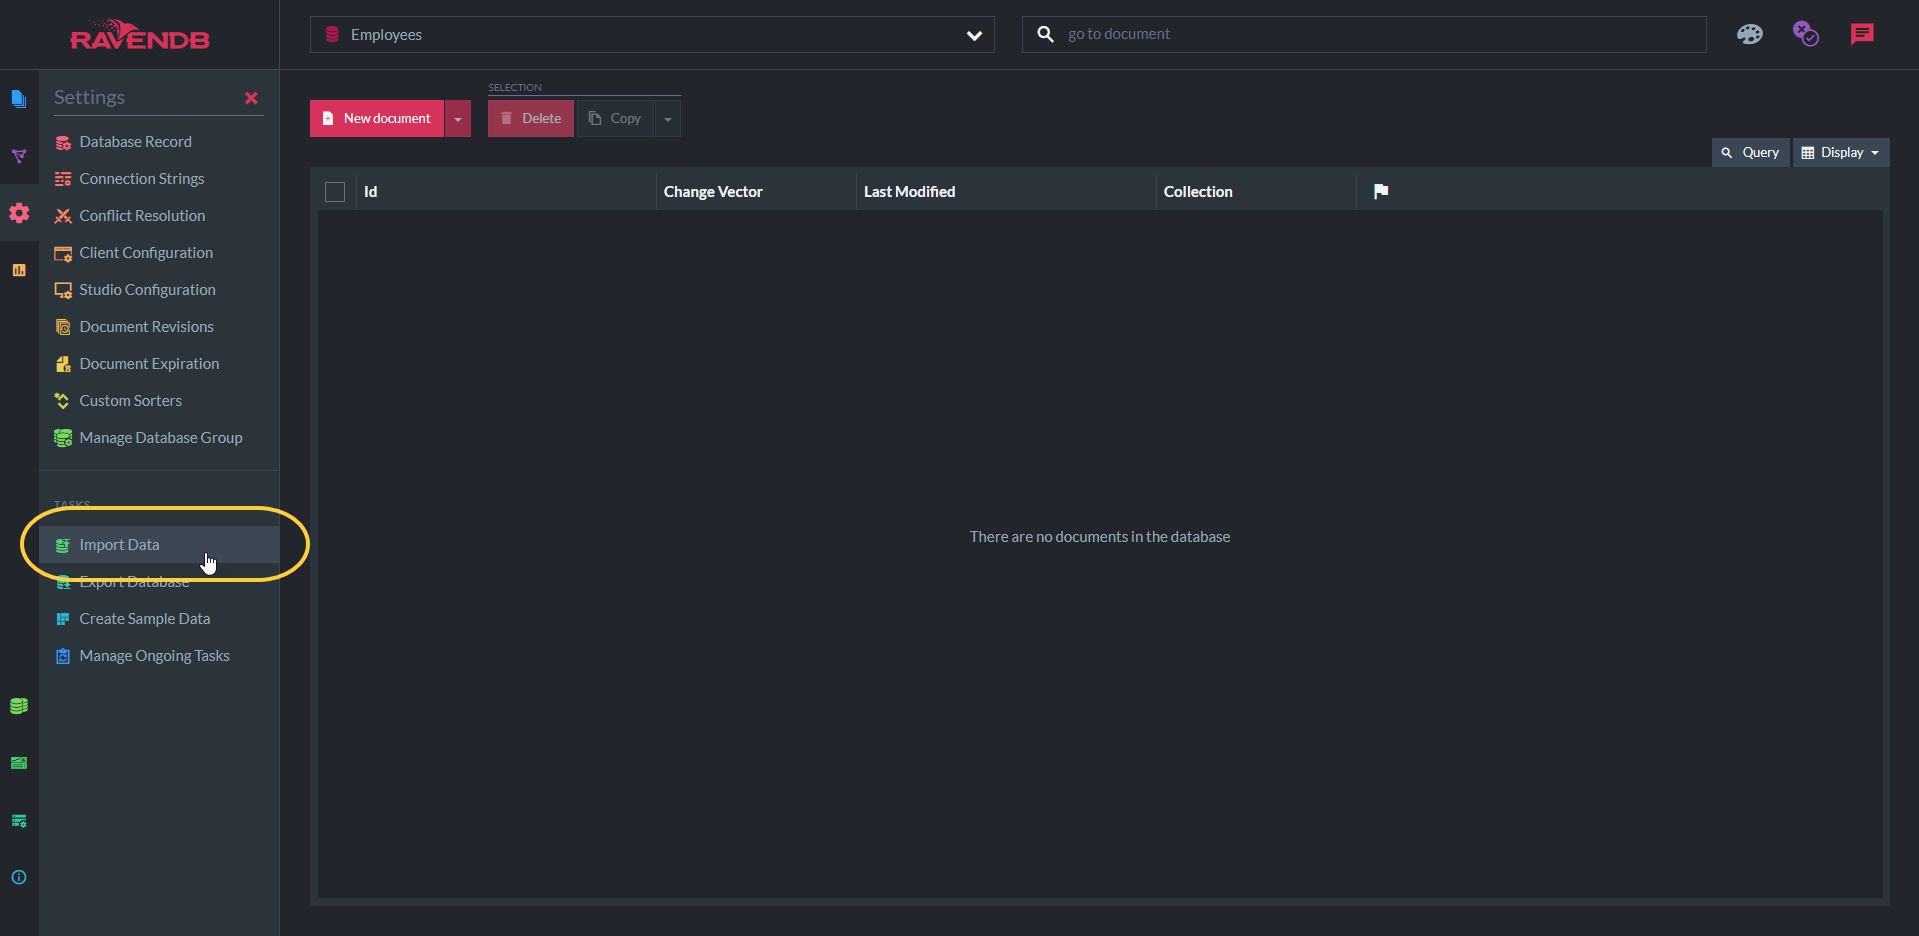 RAVENDB
Employees
go to document
Settings
Database Record
Connection Strings
Conflict Resolution
Client Configuration
Studio Configuration
Document Revisions
Document Expiration
Custom Sorters
Manage Database Group
TASKS
Import Data
Export Database
Create Sample Data
Manage Ongoing Tasks
SELECTION
New document
Delete
Copy
Query
Display
Id
Change Vector
Last Modified
Collection
There are no documents in the database